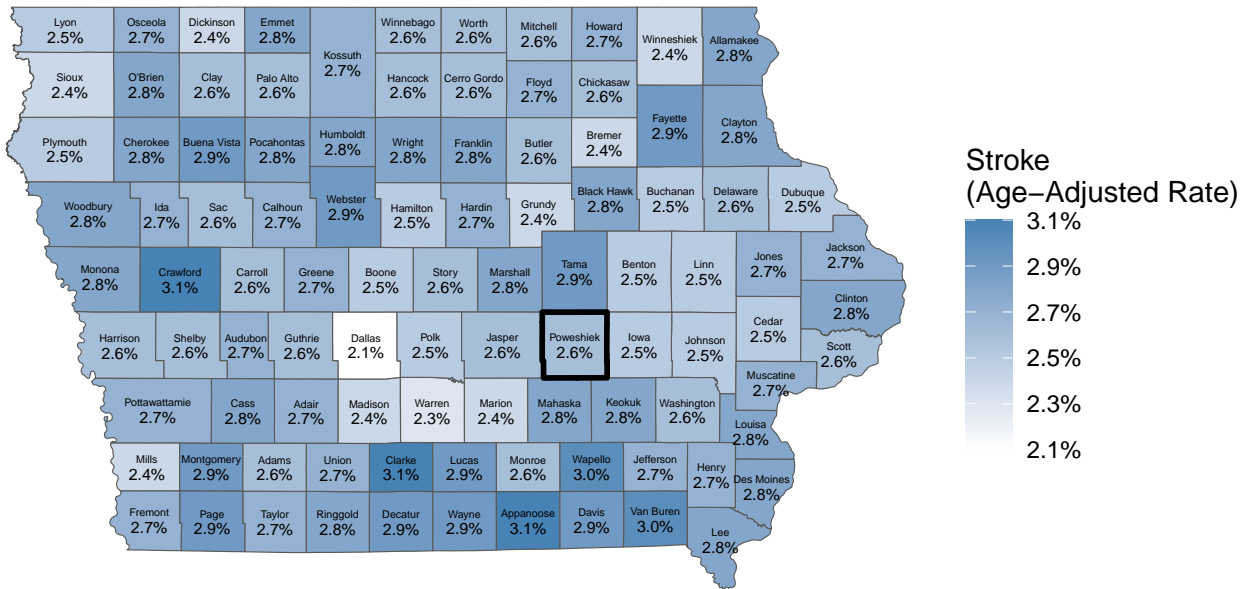 Lyon
2.5%
Osceola
2.7%
Dickinson
2.4%
Emmet
2.8%
Kossuth
2.7%
Winnebago
2.6%
Worth
2.6%
Mitchell
2.6%
Howard
2.7%
Winneshiek
2.4%
Allamakee
2.8%
Sioux
2.4%
O'Brien
2.8%
Clay
2.6%
Palo Alto
2.6%
Hancock
2.6%
Cerro Gordo
2.6%
Floyd
2.7%
Chickasaw
2.6%
Fayette
2.9%
Clayton
2.8%
Plymouth
2.5%
Cherokee
2.8%
Buena Vista
2.9%
Pocahontas
2.8%
Humboldt
2.8%
Wright
2.8%
Franklin
2.8%
Butler
2.6%
Bremer
2.4%
Woodbury
2.8%
Ida
2.7%
Sac
2.6%
Calhoun
2.7%
Webster
2.9%
Hamilton
2.5%
Hardin
2.7%
Grundy
2.4%
Black Hawk
2.8%
Buchanan
2.5%
Delaware
2.6%
Dubuque
2.5%
Monona
2.8%
Crawford
3.1%
Carroll
2.6%
Greene
2.7%
Boone
2.5%
Story
2.6%
Marshall
2.8%
Tama
2.9%
Benton
2.5%
Linn
2.5%
Jones
2.7%
Jackson
2.7%
Clinton
2.8%
Harrison
2.6%
Shelby
2.6%
Audubon
2.7%
Guthrie
2.6%
Dallas
2.1%
Polk
2.5%
Jasper
2.6%
Poweshiek
2.6%
Iowa
2.5%
Johnson
2.5%
Cedar
2.5%
Scott
2.6%
Muscatine
2.7%
Pottawattamie
2.7%
Cass
2.8%
Adair
2.7%
Madison
2.4%
Warren
2.3%
Marion
2.4%
Mahaska
2.8%
Keokuk
2.8%
Washington
2.6%
Louisa
2.8%
Mills
2.4%
Montgomery
2.9%
Adams
2.6%
Union
2.7%
Clarke
3.1%
Lucas
2.9%
Monroe
2.6%
Wapello
3.0%
Jefferson
2.7%
Henry
2.7%
Des Moines
2.8%
Fremont
2.7%
Page
2.9%
Taylor
2.7%
Ringgold
2.8%
Decatur
2.9%
Wayne
2.9%
Appanoose
3.1%
Davis
2.9%
Van Buren
3.0%
Lee
2.8%
Stroke
(Age−Adjusted Rate)
3.1%
2.9%
2.7%
2.5%
2.3%
2.1%